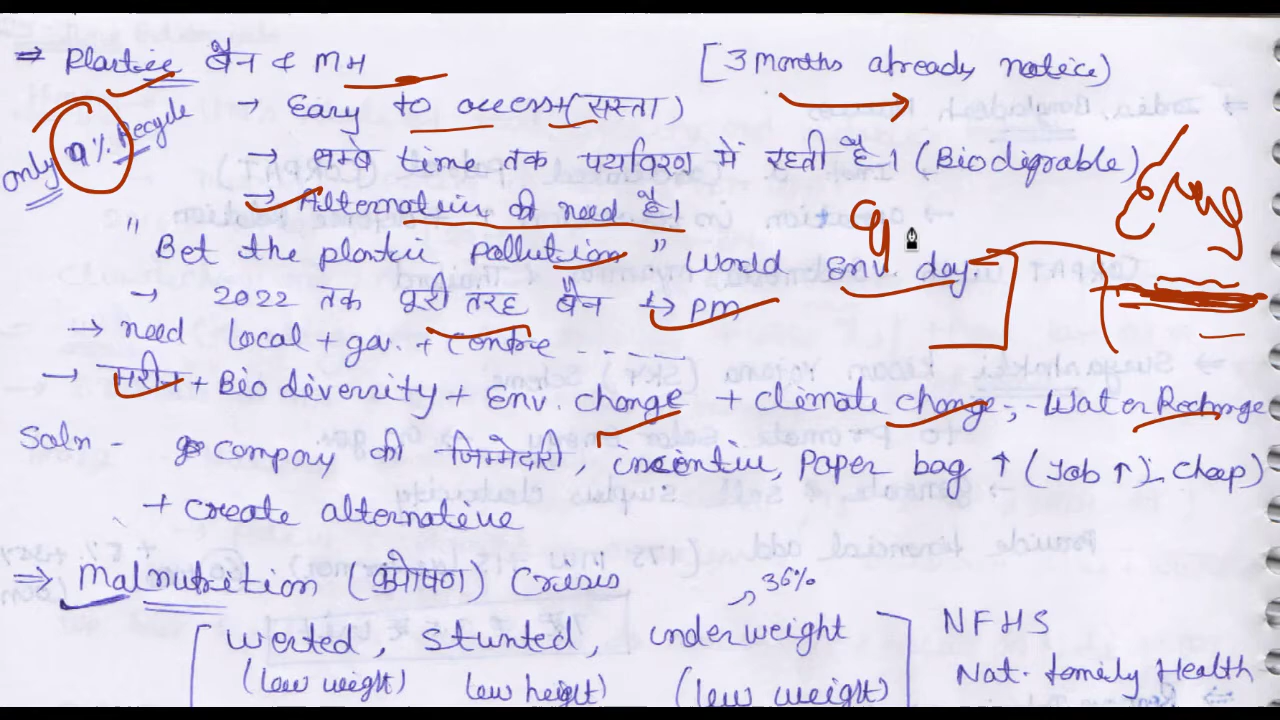 ⇒ Plastic बैन & MH [3 months already notice)
only 9% Recycle
→ Easy to access (सस्ता)
→ लम्बे time तक पर्यावरण में रहती है। (Biodigrable)
→ Alternative की need है।
"Bet the plastic pollution" World Env. day
→ 2022 तक पूरी तरह बैन → PM
→ need local + gov. + Centre -----
→ मरीन + Bio diversity + Env. change + climate change, - Water Recharge
Soln - company की जिम्मेदारी, incentive, Paper bag ↑ (Job ↑), cheap)
+ create alternative
⇒ Malnutrition (कुपोषण) Crisis
36%
Wested, Stunted, underweight NFHS
(low weight) low height) (low weight) Nat. family Health